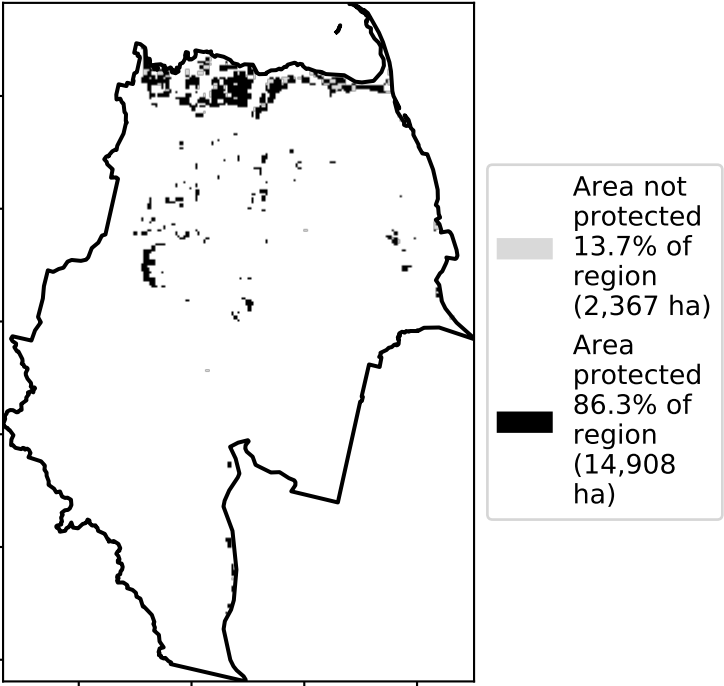 Area not
protected
13.7% of
region
(2,367 ha)
Area
protected
86.3% of
region
(14,908
ha)